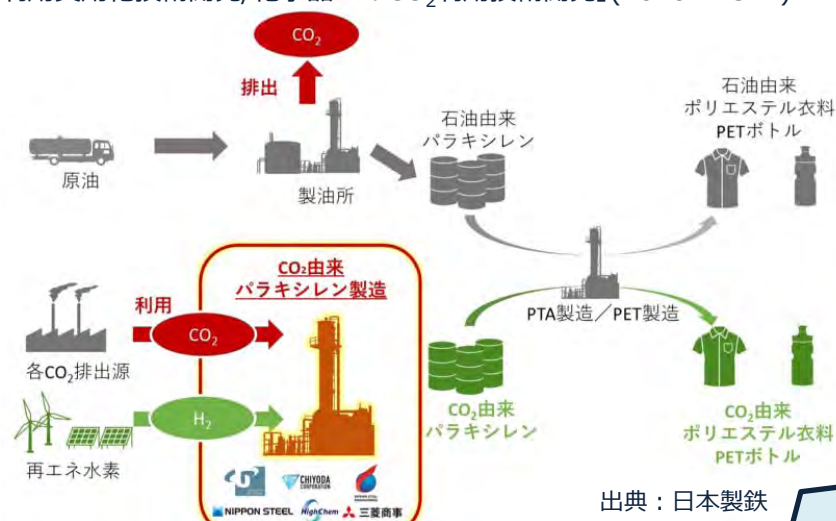 CO₂
排出
原油
製油所
石油由来
パラキシレン
石油由来
ポリエステル衣料
PETボトル
CO₂由来
パラキシレン製造
利用
CO₂
各CO₂排出源
H₂
再エネ水素
PTA製造／PET製造
CO₂由来
パラキシレン
CO₂由来
ポリエステル衣料
PETボトル
CHIYODA
CORPORATION
NIPPON STEEL
HighChem
三菱商事
出典：日本製鉄